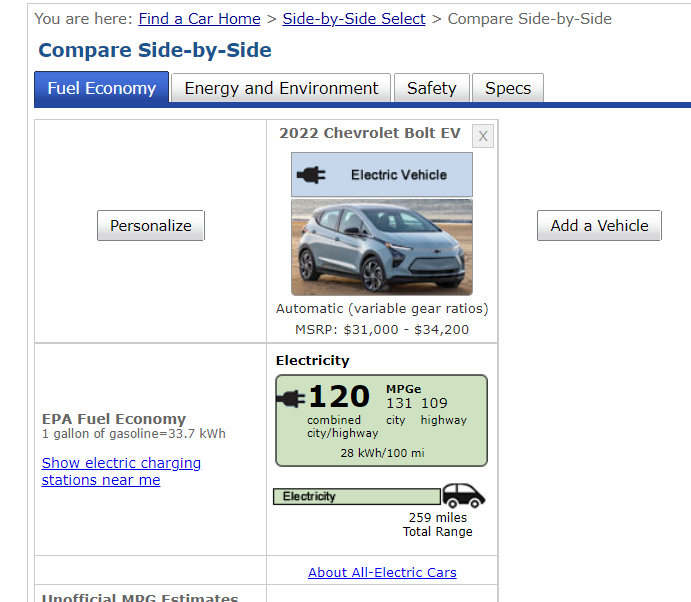 You are here: Find a Car Home > Side-by-Side Select > Compare Side-by-Side
Compare Side-by-Side
Fuel Economy
Energy and Environment
Safety
Specs
2022 Chevrolet Bolt EV
X
Electric Vehicle
Personalize
Add a Vehicle
Automatic (variable gear ratios)
MSRP: $31,000 - $34,200
EPA Fuel Economy
1 gallon of gasoline=33.7 kWh
Show electric charging
stations near me
Electricity
120
MPGe
131 109
combined
city/highway
city highway
28 kWh/100 mi
Electricity
259 miles
Total Range
About All-Electric Cars
Unofficial MPG Estimates